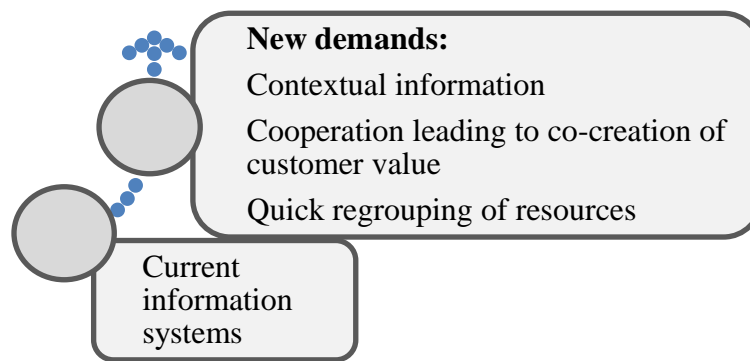 New demands:
Contextual information
Cooperation leading to co-creation of
customer value
Quick regrouping of resources
Current
information
systems